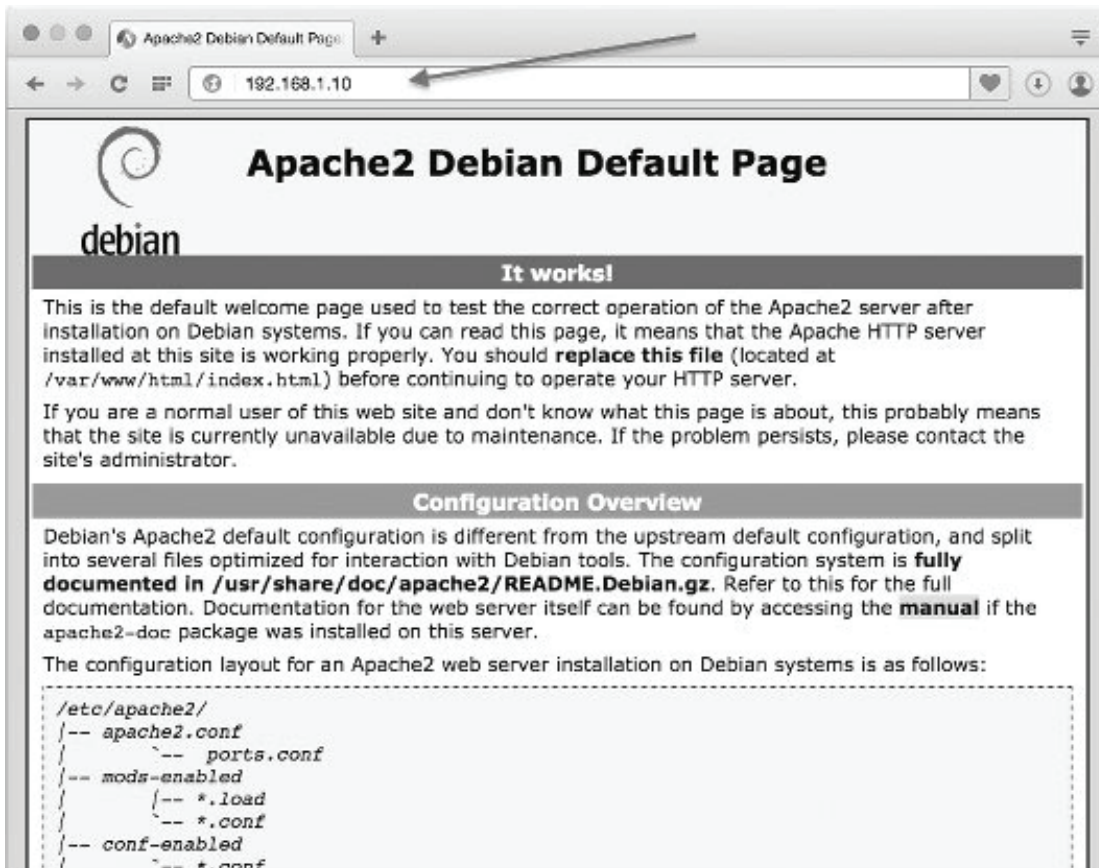 Apache2 Debian Default Page
192.168.1.10
debian
Apache2 Debian Default Page
It works!
This is the default welcome page used to test the correct operation of the Apache2 server after
installation on Debian systems. If you can read this page, it means that the Apache HTTP server
installed at this site is working properly. You should replace this file (located at
/var/www/html/index.html) before continuing to operate your HTTP server.
If you are a normal user of this web site and don't know what this page is about, this probably means
that the site is currently unavailable due to maintenance. If the problem persists, please contact the
site's administrator.
Configuration Overview
Debian's Apache2 default configuration is different from the upstream default configuration, and split
into several files optimized for interaction with Debian tools. The configuration system is fully
documented in /usr/share/doc/apache2/README.Debian.gz. Refer to this for the full
documentation. Documentation for the web server itself can be found by accessing the manual if the
apache2-doc package was installed on this server.
The configuration layout for an Apache2 web server installation on Debian systems is as follows:
/etc/apache2/
|-- apache2.conf
|       `--  ports.conf
|-- mods-enabled
|       |-- *.load
|       `-- *.conf
|-- conf-enabled
|       `-- *.conf